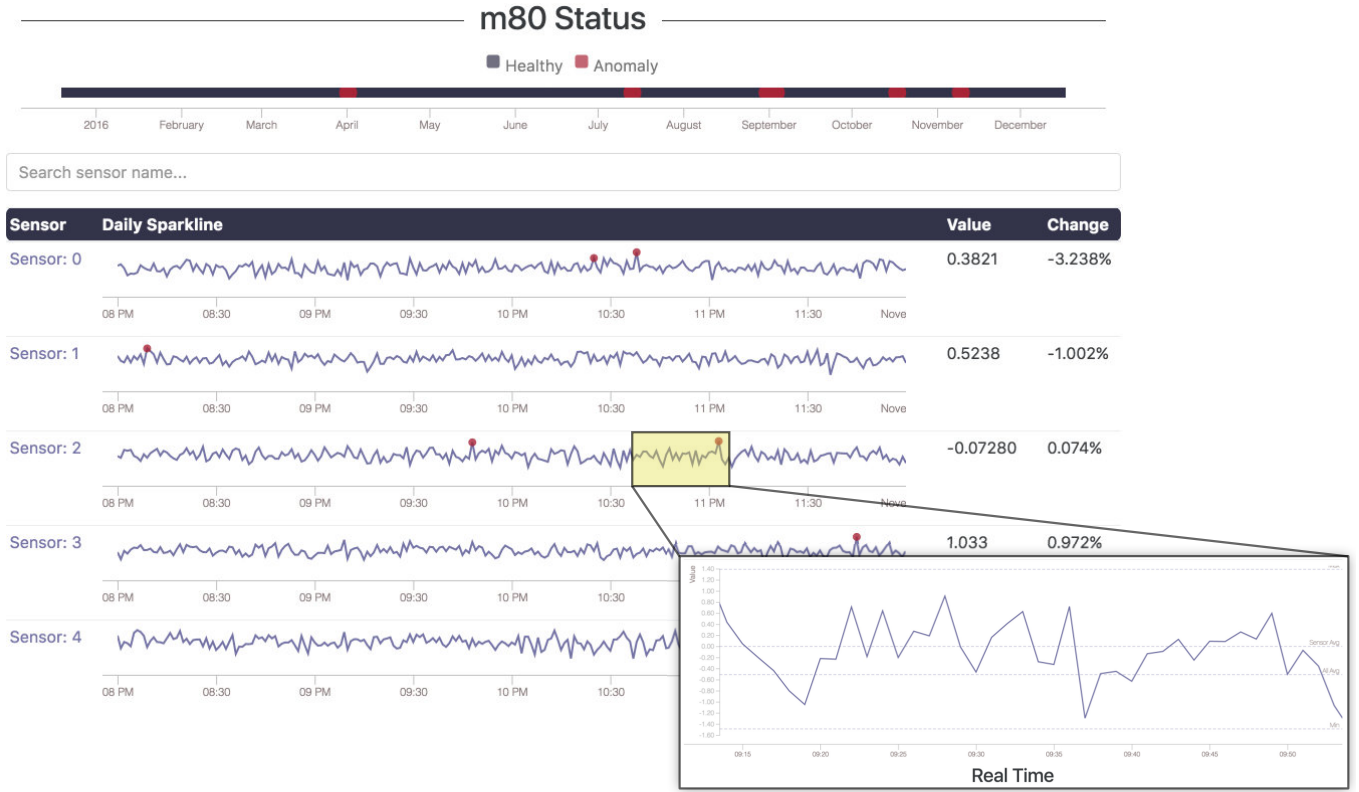 m80 Status
Healthy Anomaly
2016 February March April May June July August September October November December
Search sensor name...
Sensor Daily Sparkline Value Change
Sensor: 0 0.3821 -3.238%
08 PM 08:30 09 PM 09:30 10 PM 10:30 11 PM 11:30 Nove
Sensor: 1 0.5238 -1.002%
08 PM 08:30 09 PM 09:30 10 PM 10:30 11 PM 11:30 Nove
Sensor: 2 -0.07280 0.074%
08 PM 08:30 09 PM 09:30 10 PM 10:30 11 PM 11:30 Nove
Sensor: 3 1.033 0.972%
08 PM 08:30 09 PM 09:30 10 PM 10:30
Sensor: 4
08 PM 08:30 09 PM 09:30 10 PM 10:30
Value
1.40
1.20
1.00
0.80
0.60
0.40
0.20
Sensor Avg
0.00
-0.20
-0.40
All Avg
-0.60
-0.80
-1.00
-1.20
-1.40
Min
-1.60
09:15 09:20 09:25 09:30 09:35 09:40 09:45 09:50
Real Time